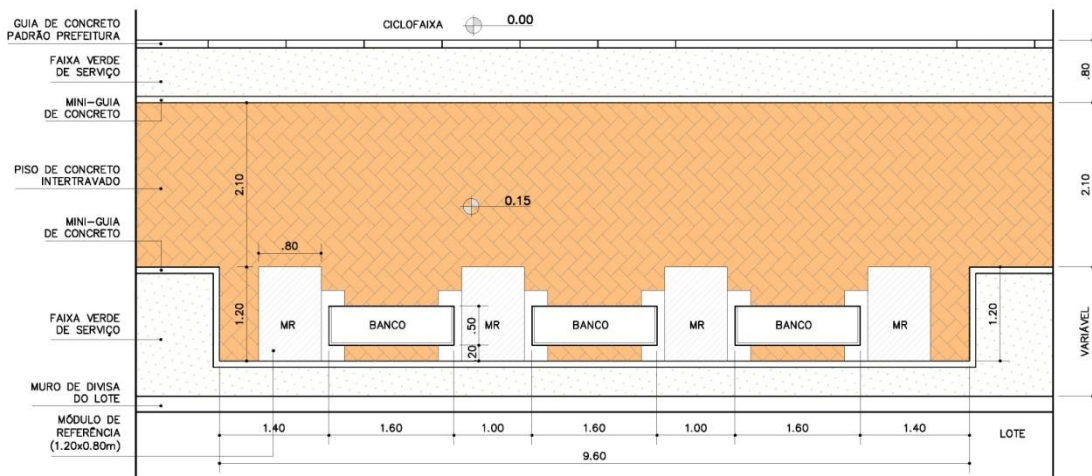 GUIA DE CONCRETO
PADRÃO PREFEITURA
CICLOFAIXA
0.00
FAIXA VERDE
DE SERVIÇO
.80
MINI-GUIA
DE CONCRETO
PISO DE CONCRETO
INTERTRAVADO
2.10
2.10
0.15
MINI-GUIA
DE CONCRETO
.80
FAIXA VERDE
DE SERVIÇO
1.20
MR
BANCO
.50
.20
MR
BANCO
MR
BANCO
MR
1.20
VARIÁVEL
MURO DE DIVISA
DO LOTE
MÓDULO DE
REFERÊNCIA
(1.20x0.80m)
1.40
1.60
1.00
1.60
1.00
1.60
1.40
LOTE
9.60